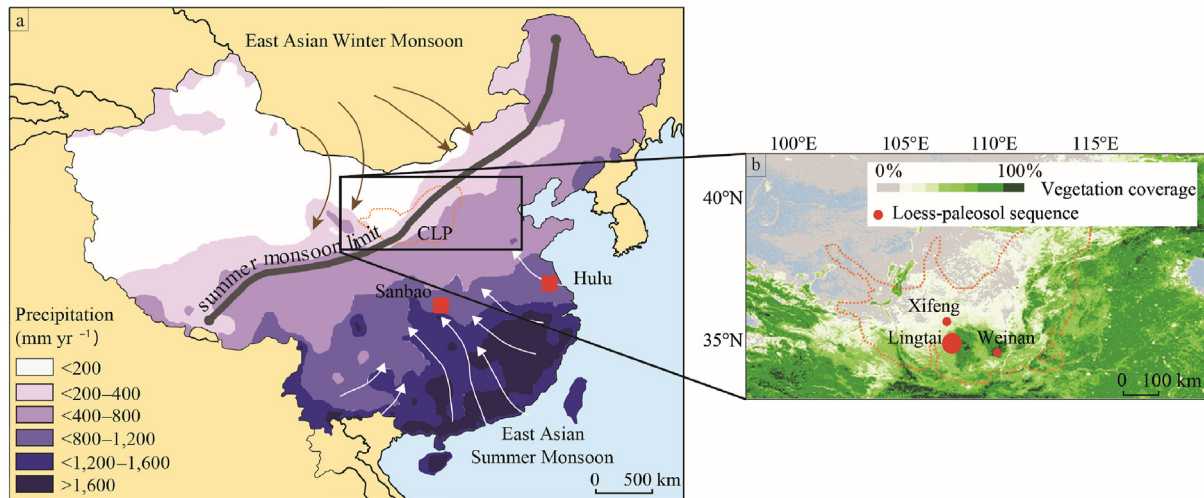 a
East Asian Winter Monsoon
summer monsoon limit
CLP
Hulu
Sanbao
Precipitation
(mm yr ⁻¹)
<200
<200–400
<400–800
<800–1,200
<1,200–1,600
>1,600
East Asian
Summer Monsoon
0 500 km
100°E 105°E 110°E 115°E
b
0% 100%
Vegetation coverage
Loess-paleosol sequence
40°N
35°N
Xifeng
Lingtai
Weinan
0 100 km